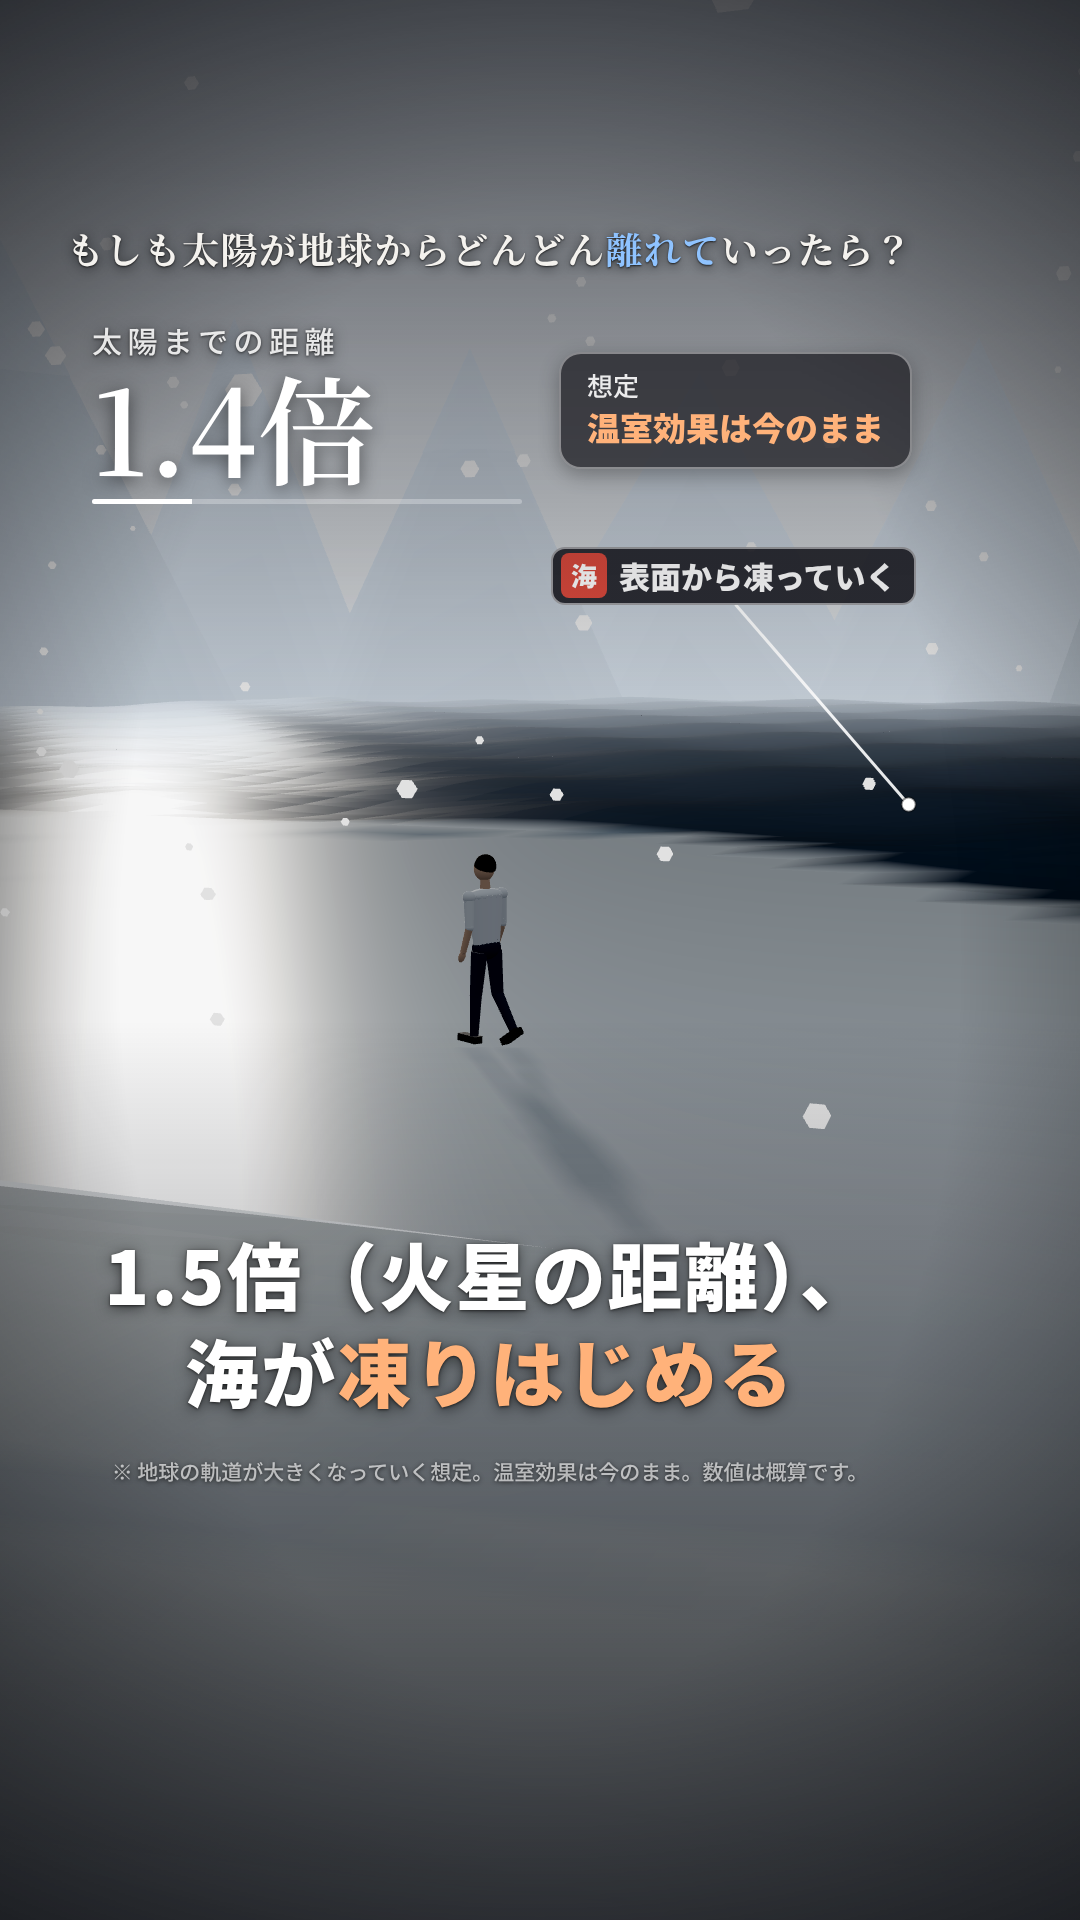 もしも太陽が地球からどんどん離れていったら？
太陽までの距離
1.4倍
想定
温室効果は今のまま
海 表面から凍っていく
1.5倍（火星の距離）、
海が凍りはじめる
※ 地球の軌道が大きくなっていく想定。温室効果は今のまま。数値は概算です。